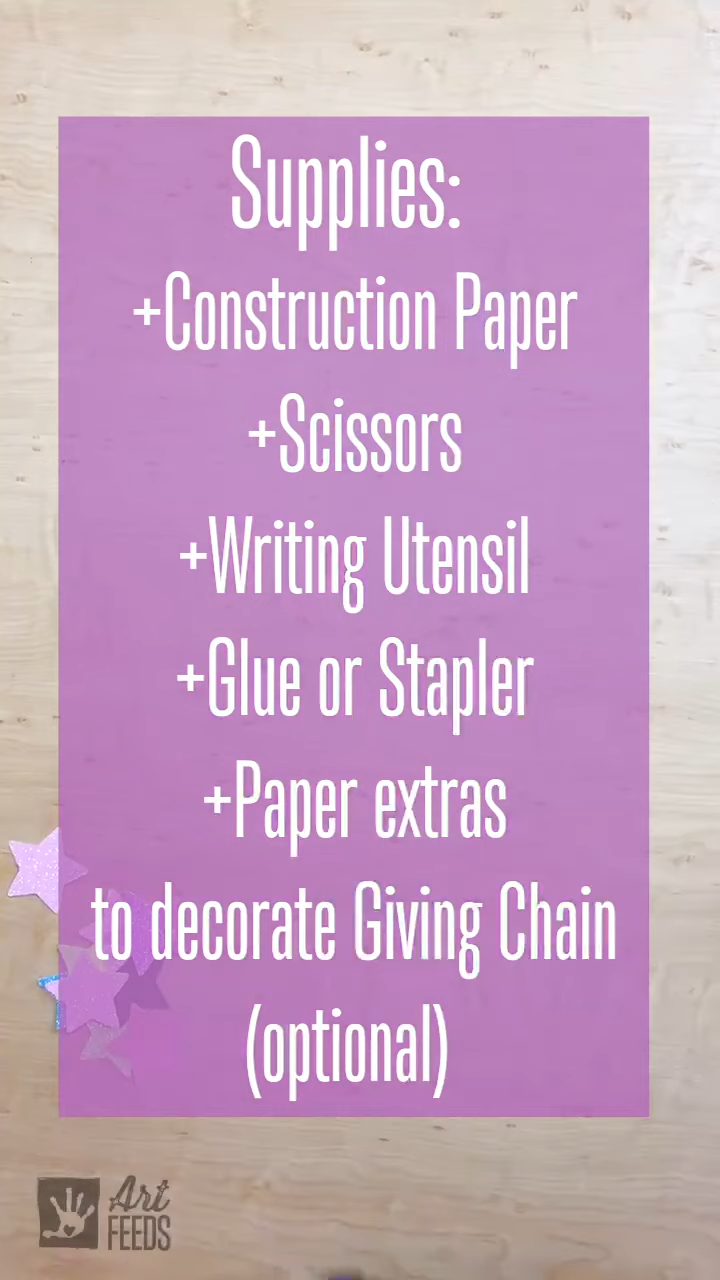 Supplies:
+Construction Paper
+Scissors
+Writing Utensil
+Glue or Stapler
+Paper extras
to decorate Giving Chain
(optional)
Art
FEEDS